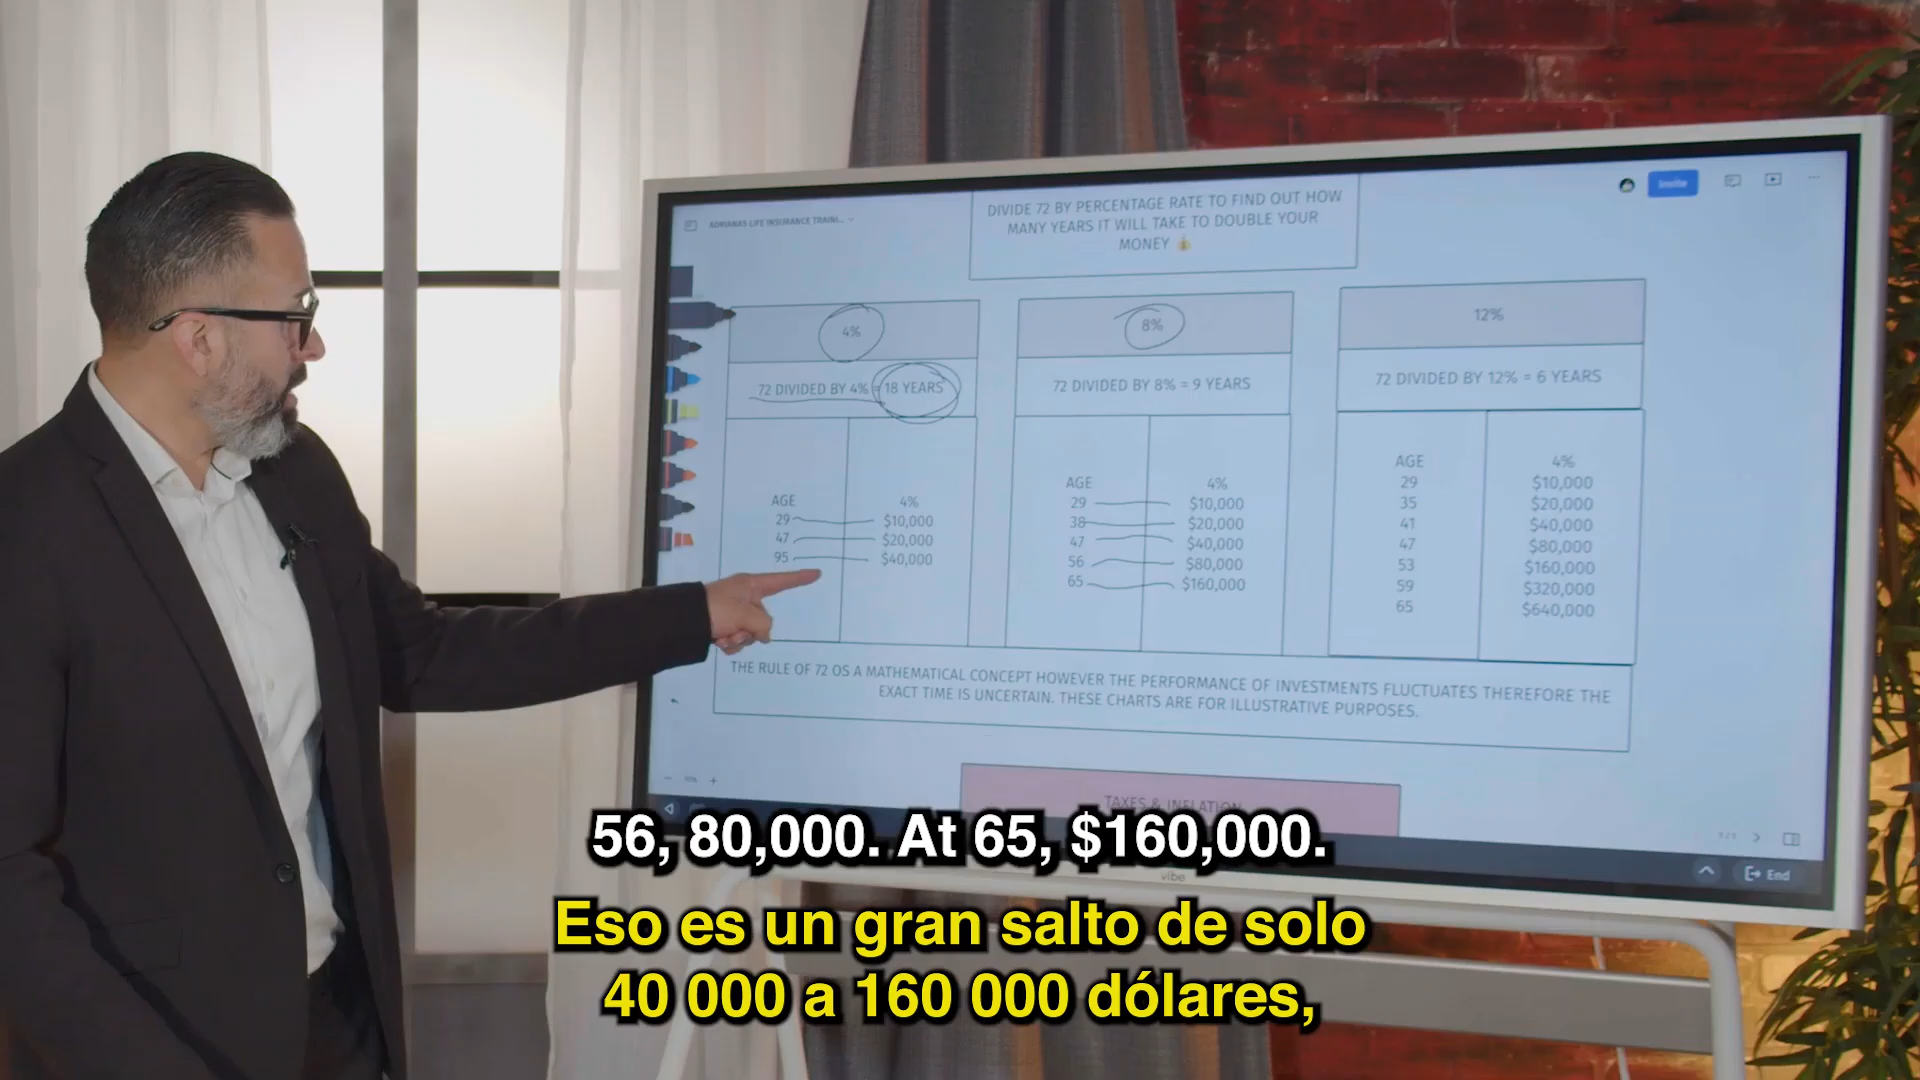 ADRIANAS LIFE INSURANCE TRAINI...
Invite
DIVIDE 72 BY PERCENTAGE RATE TO FIND OUT HOW
MANY YEARS IT WILL TAKE TO DOUBLE YOUR
MONEY 💰
4%
72 DIVIDED BY 4% = 18 YEARS
AGE 4%
29 $10,000
47 $20,000
95 $40,000
8%
72 DIVIDED BY 8% = 9 YEARS
AGE 4%
29 $10,000
38 $20,000
47 $40,000
56 $80,000
65 $160,000
12%
72 DIVIDED BY 12% = 6 YEARS
AGE 4%
29 $10,000
35 $20,000
41 $40,000
47 $80,000
53 $160,000
59 $320,000
65 $640,000
THE RULE OF 72 OS A MATHEMATICAL CONCEPT HOWEVER THE PERFORMANCE OF INVESTMENTS FLUCTUATES THEREFORE THE
EXACT TIME IS UNCERTAIN. THESE CHARTS ARE FOR ILLUSTRATIVE PURPOSES.
TAXES & INFLATION
End
vibe
56, 80,000. At 65, $160,000.
Eso es un gran salto de solo
40 000 a 160 000 dólares,